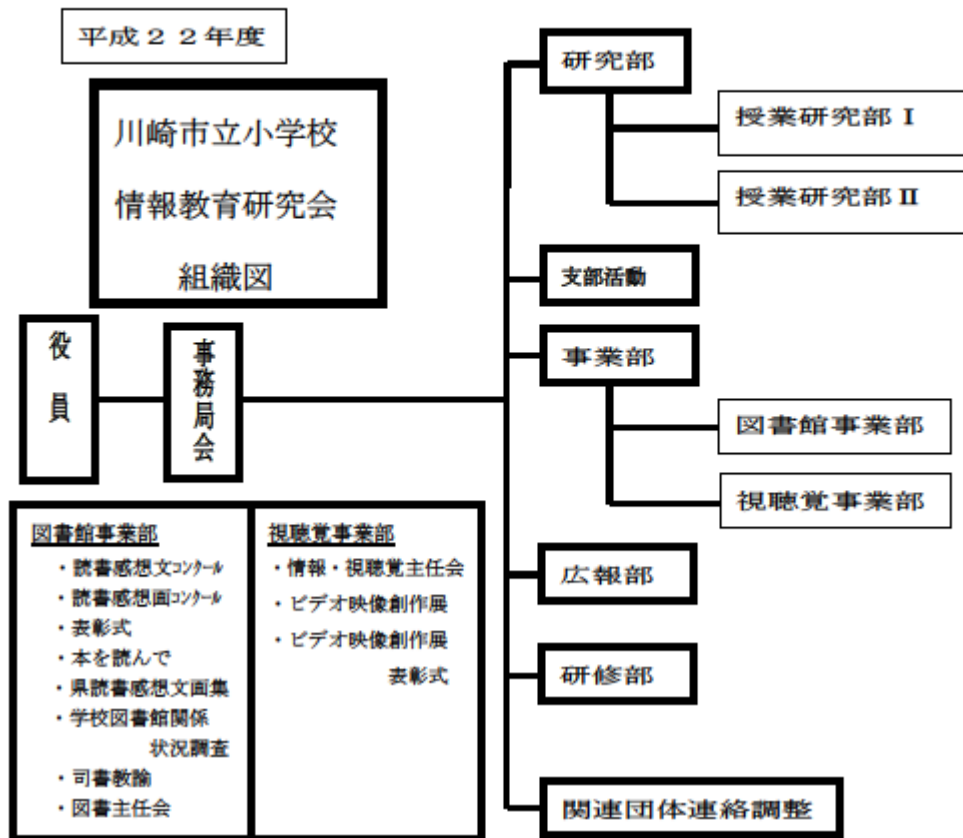 平成２２年度
川崎市立小学校
情報教育研究会
組織図
役員
事務局会
研究部
授業研究部Ⅰ
授業研究部Ⅱ
支部活動
事業部
図書館事業部
視聴覚事業部
広報部
研修部
関連団体連絡調整
図書館事業部
・読書感想文ｺﾝｸｰﾙ
・読書感想画ｺﾝｸｰﾙ
・表彰式
・本を読んで
・県読書感想文画集
・学校図書館関係
状況調査
・司書教諭
・図書主任会
視聴覚事業部
・情報・視聴覚主任会
・ビデオ映像創作展
・ビデオ映像創作展
表彰式